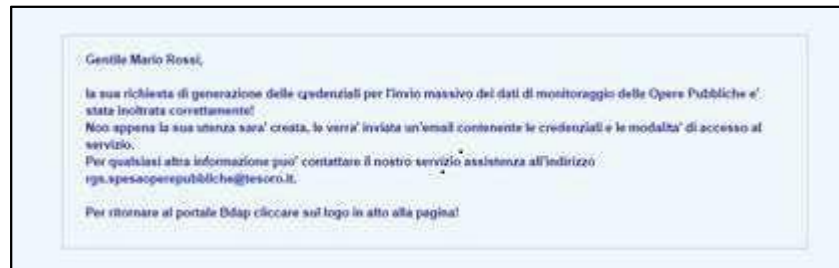 Gentile Mario Rossi,
la sua richiesta di generazione delle credenziali per l'invio massivo dei dati di monitoraggio delle Opere Pubbliche e'
stata inoltrata correttamente!
Non appena la sua utenza sara' creata, le verra' inviata un'email contenente le credenziali e le modalita' di accesso al
servizio.
Per qualsiasi altra informazione puo' contattare il nostro servizio assistenza all'indirizzo
rgs.spesaoperepubbliche@tesoro.it.
Per ritornare al portale Bdap cliccare sul logo in alto alla pagina!